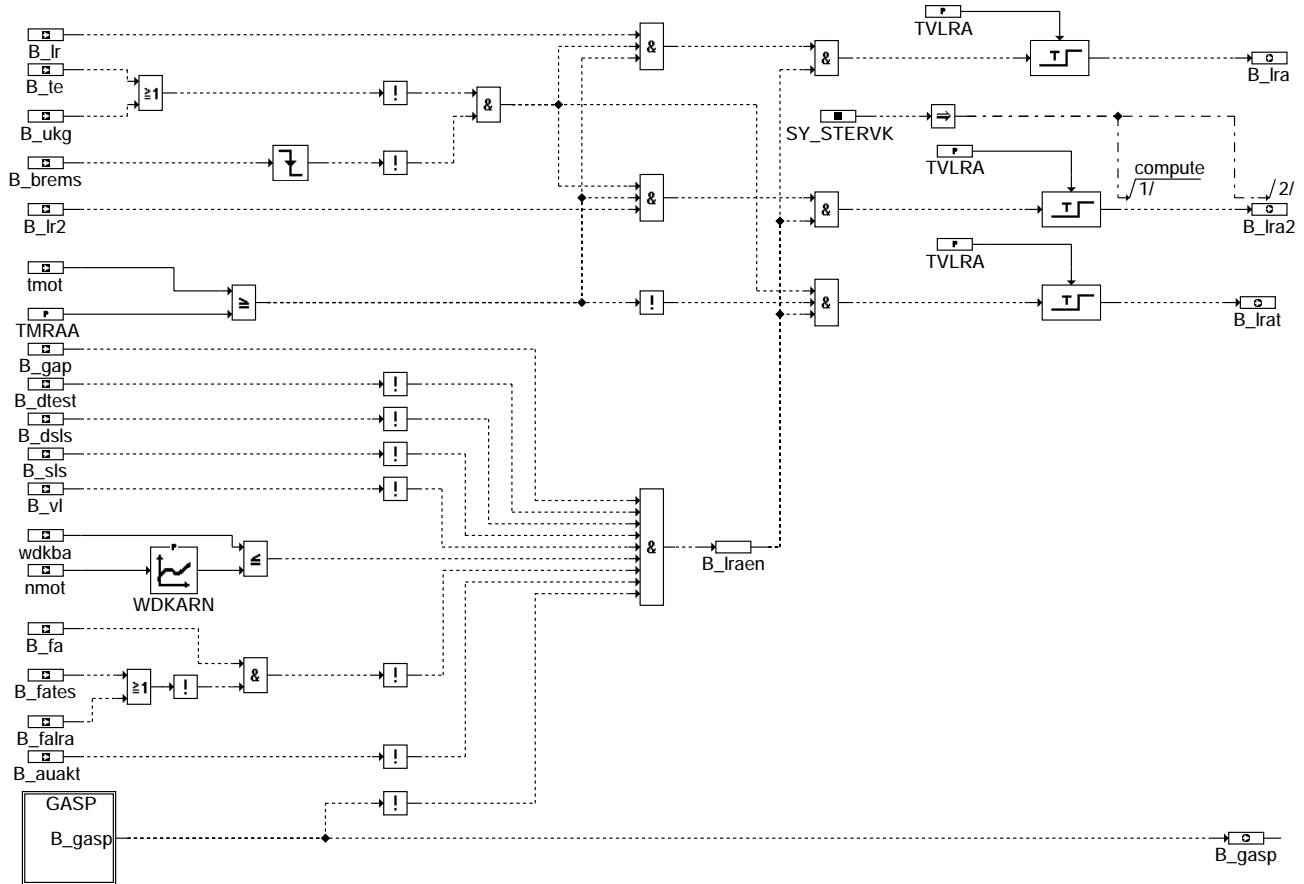 P
TVLRA
B_lr
&
&
T
B_lra
B_te
≧1
!
&
B_ukg
SY_STERVK
⇒
B_brems
!
P
TVLRA
compute
1/
2/
B_lr2
&
&
T
B_lra2
P
TVLRA
tmot
≥
!
&
T
B_lrat
P
TMRAA
B_gap
!
B_dtest
!
B_dsls
!
B_sls
!
B_vl
wdkba
≤
P
&
B_lraen
nmot
WDKARN
B_fa
&
!
B_fates
≧1
!
B_falra
!
B_auakt
GASP
!
B_gasp
B_gasp